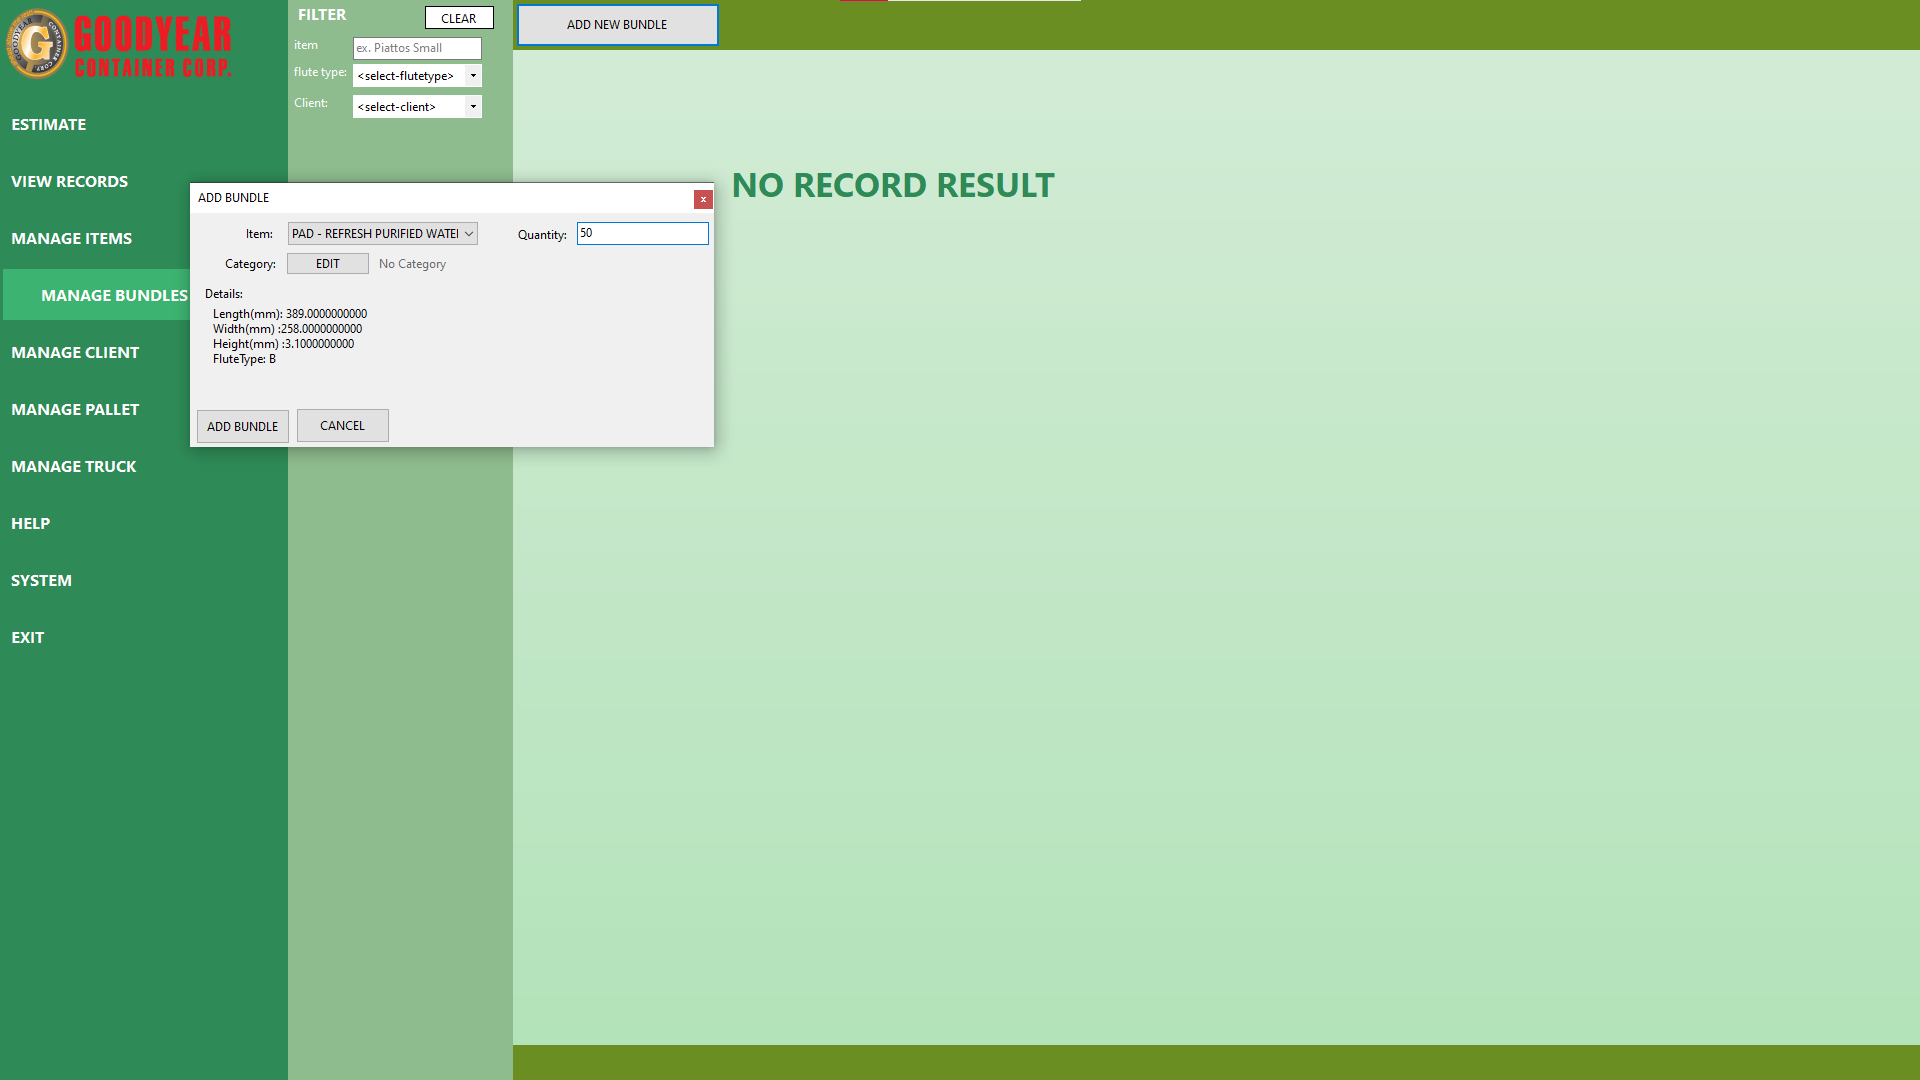 GOODYEAR
CONTAINER CORP.
ESTIMATE
VIEW RECORDS
MANAGE ITEMS
MANAGE BUNDLES
MANAGE CLIENT
MANAGE PALLET
MANAGE TRUCK
HELP
SYSTEM
EXIT
FILTER
CLEAR
item
ex. Piattos Small
flute type:
<select-flutetype>
Client:
<select-client>
ADD NEW BUNDLE
NO RECORD RESULT
ADD BUNDLE
x
Item:
PAD - REFRESH PURIFIED WATE
Quantity:
50
Category:
EDIT
No Category
Details:
Length(mm): 389.0000000000
Width(mm) :258.0000000000
Height(mm) :3.1000000000
FluteType: B
ADD BUNDLE
CANCEL